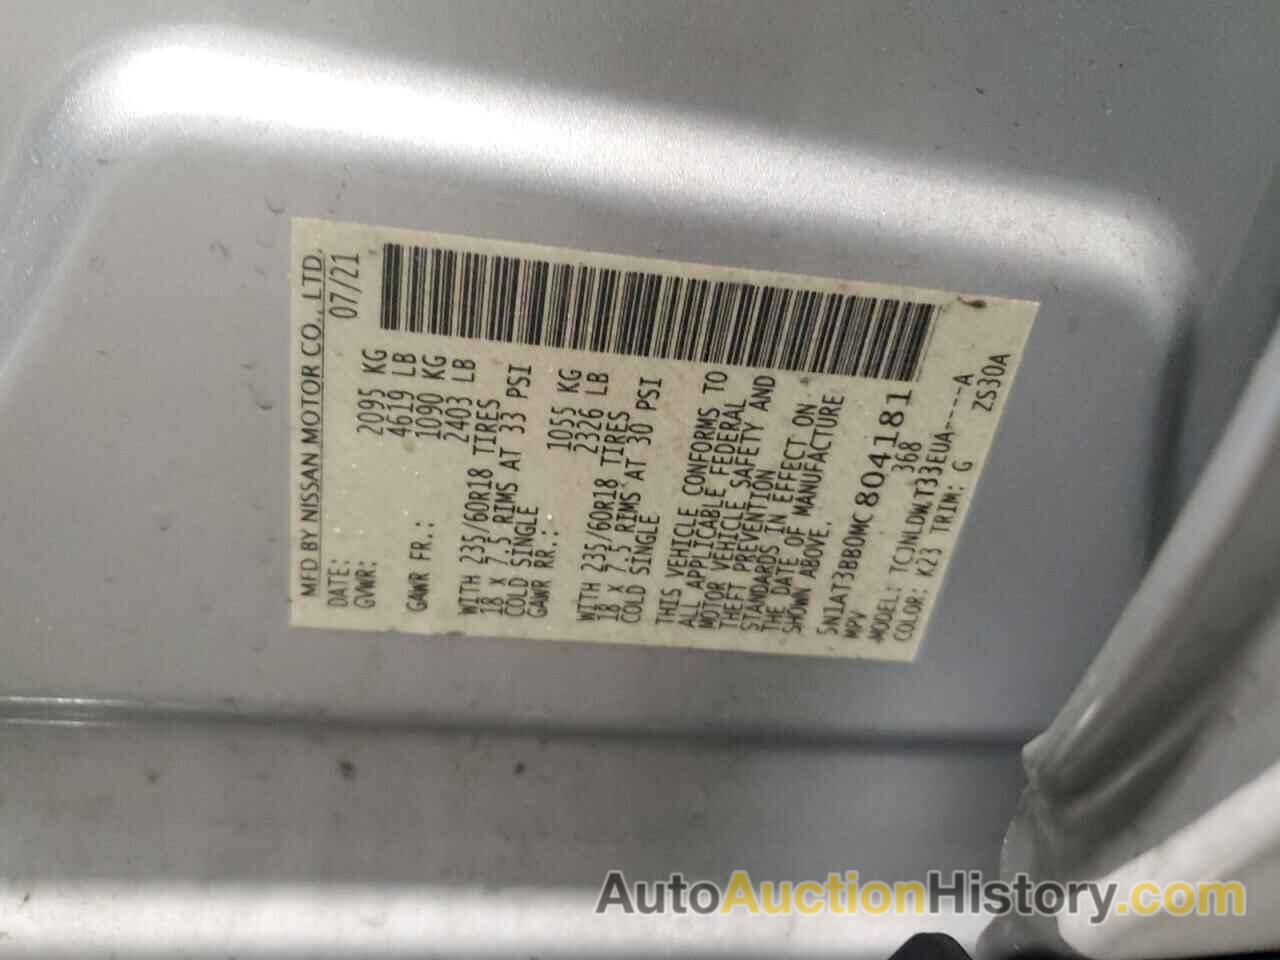 MFD BY NISSAN MOTOR CO., LTD.
DATE: 07/21
GVWR: 2095 KG
4619 LB
GAWR FR.: 1090 KG
2403 LB
WITH 235/60R18 TIRES
18 X 7.5 RIMS AT 33 PSI
COLD SINGLE
GAWR RR.: 1055 KG
2326 LB
WITH 235/60R18 TIRES
18 X 7.5 RIMS AT 30 PSI
COLD SINGLE
THIS VEHICLE CONFORMS TO
ALL APPLICABLE FEDERAL
MOTOR VEHICLE SAFETY AND
THEFT PREVENTION
STANDARDS IN EFFECT ON
THE DATE OF MANUFACTURE
SHOWN ABOVE.
5N1AT3BB0MC804181
MPV 368
MODEL: TCJNLDWT33EUA-----A
COLOR: K23 TRIM: G ZS30A
AutoAuctionHistory.com